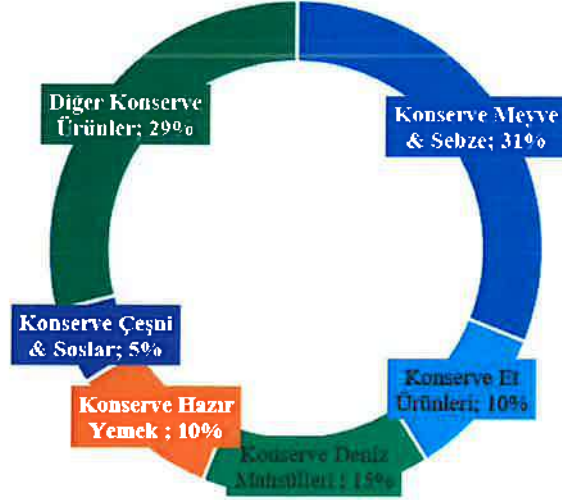 Diğer Konserve
Ürünler; 29%
Konserve Meyve
& Sebze; 31%
Konserve Çeşni
& Soslar; 5%
Konserve Et
Ürünleri; 10%
Konserve Hazır
Yemek ; 10%
Konserve Deniz
Mahsülleri ; 15%